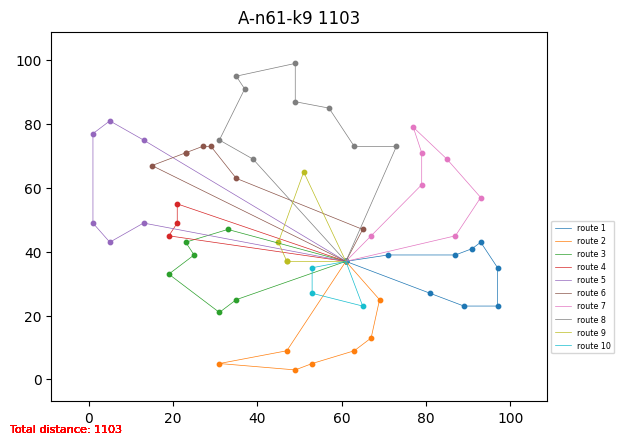 A-n61-k9 1103
100
80
60
40
20
0
0 20 40 60 80 100
route 1
route 2
route 3
route 4
route 5
route 6
route 7
route 8
route 9
route 10
Total distance: 1103